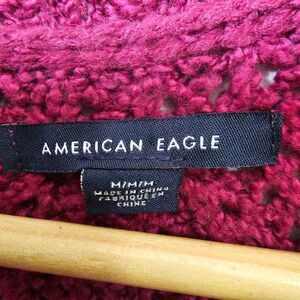 AMERICAN EAGLE
M/M/M
MADE IN CHINA
FABRIQUÉ EN
CHINE